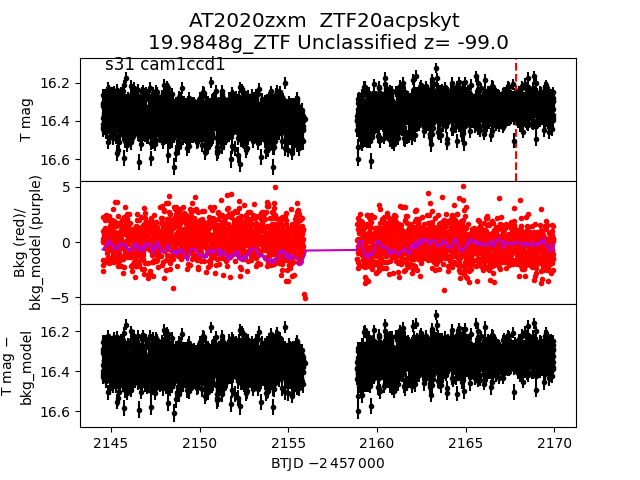 AT2020zxm  ZTF20acpskyt
19.9848g_ZTF Unclassified z= -99.0
s31 cam1ccd1
16.2
16.4
16.6
T mag
5
0
−5
Bkg (red)/
bkg_model (purple)
16.2
16.4
16.6
T mag −
bkg_model
2145
2150
2155
2160
2165
2170
BTJD −2 457 000